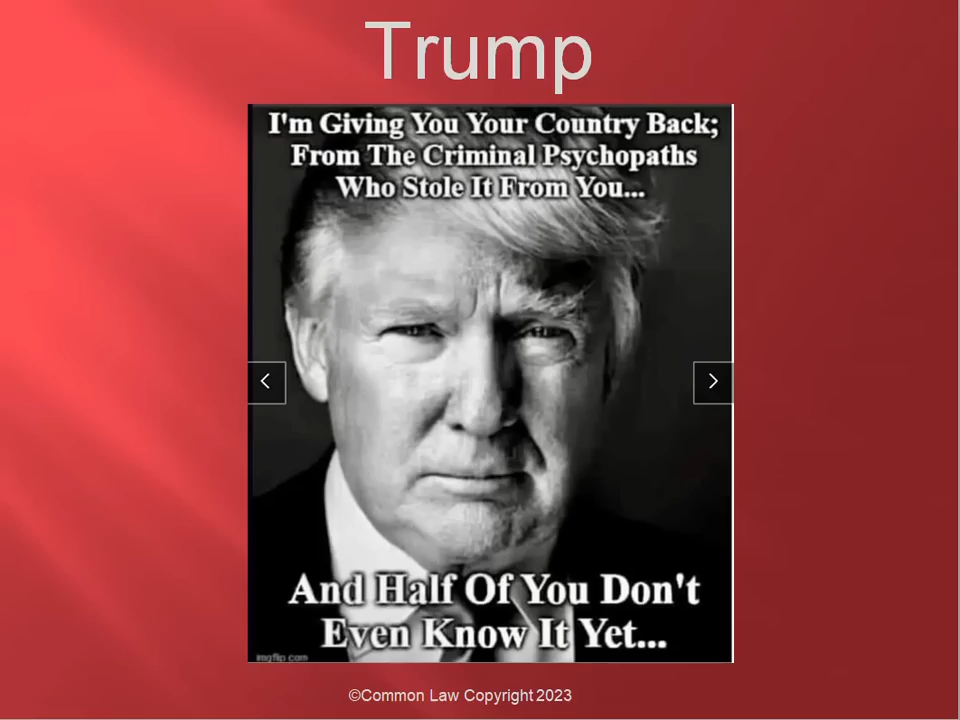 Trump
I'm Giving You Your Country Back;
From The Criminal Psychopaths
Who Stole It From You...
And Half Of You Don't
Even Know It Yet...
imgflip.com
©Common Law Copyright 2023